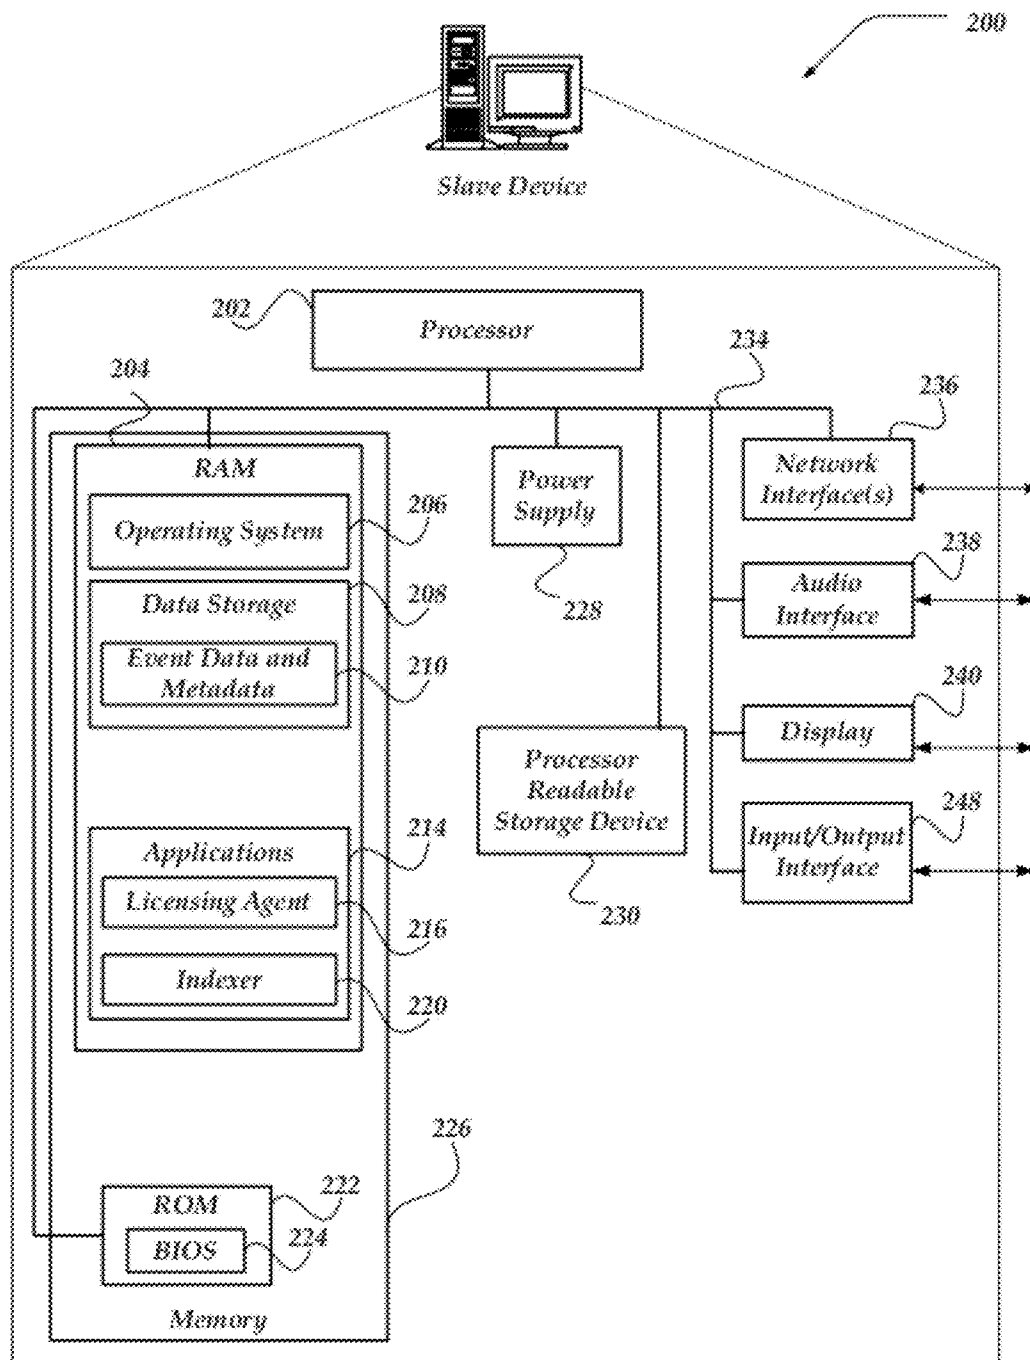 200
Slave Device
202
Processor
204
234
236
RAM
Network
Interface(s)
Operating System
206
Power
Supply
228
Data Storage
208
238
Audio
Interface
Event Data and
Metadata
210
240
Display
Processor
Readable
Storage Device
230
248
Input/Output
Interface
Applications
214
Licensing Agent
216
Indexer
220
226
ROM
222
BIOS
224
Memory